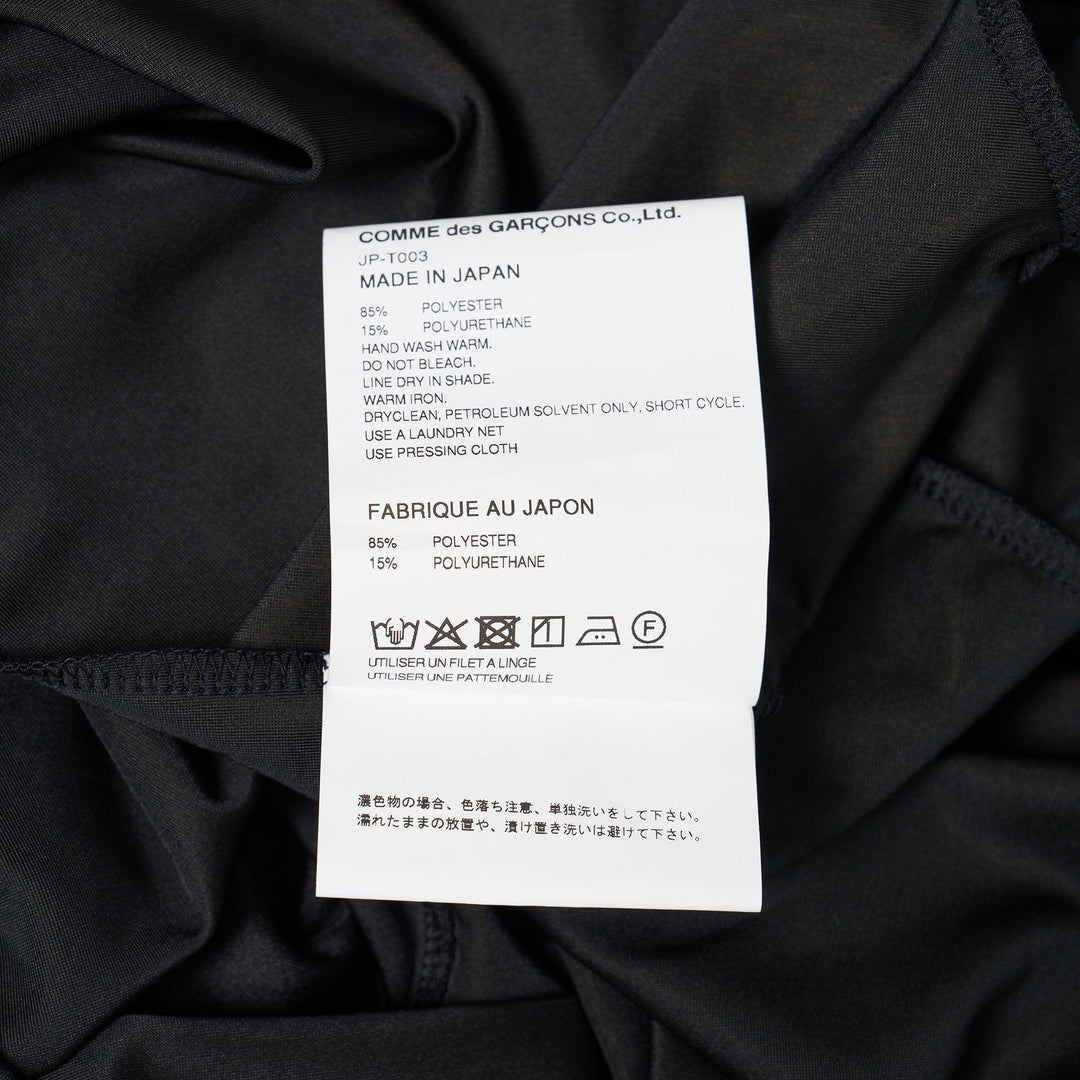 COMME des GARÇONS Co.,Ltd.
JP-T003
MADE IN JAPAN
85% POLYESTER
15% POLYURETHANE
HAND WASH WARM.
DO NOT BLEACH.
LINE DRY IN SHADE.
WARM IRON.
DRYCLEAN, PETROLEUM SOLVENT ONLY, SHORT CYCLE.
USE A LAUNDRY NET
USE PRESSING CLOTH
FABRIQUE AU JAPON
85% POLYESTER
15% POLYURETHANE
F
UTILISER UN FILET A LINGE
UTILISER UNE PATTEMOUILLE
濃色物の場合、色落ち注意、単独洗いをして下さい。
濡れたままの放置や、漬け置き洗いは避けて下さい。